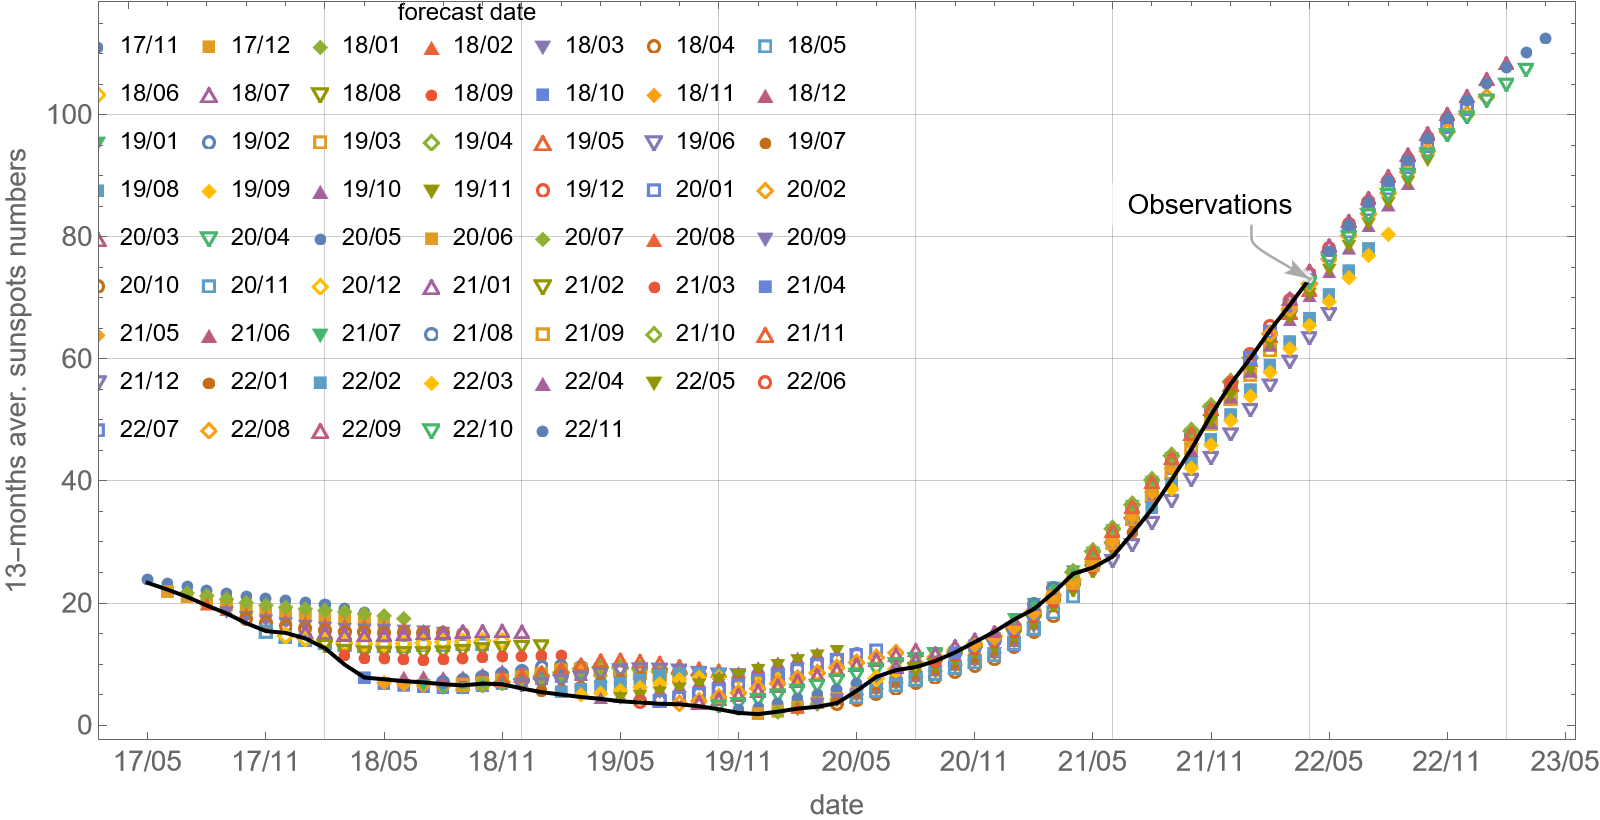 forecast date
17/11 17/12 18/01 18/02 18/03 18/04 18/05
18/06 18/07 18/08 18/09 18/10 18/11 18/12
19/01 19/02 19/03 19/04 19/05 19/06 19/07
19/08 19/09 19/10 19/11 19/12 20/01 20/02
20/03 20/04 20/05 20/06 20/07 20/08 20/09
20/10 20/11 20/12 21/01 21/02 21/03 21/04
21/05 21/06 21/07 21/08 21/09 21/10 21/11
21/12 22/01 22/02 22/03 22/04 22/05 22/06
22/07 22/08 22/09 22/10 22/11
Observations
13−months aver. sunspots numbers
100
80
60
40
20
0
17/05 17/11 18/05 18/11 19/05 19/11 20/05 20/11 21/05 21/11 22/05 22/11 23/05
date